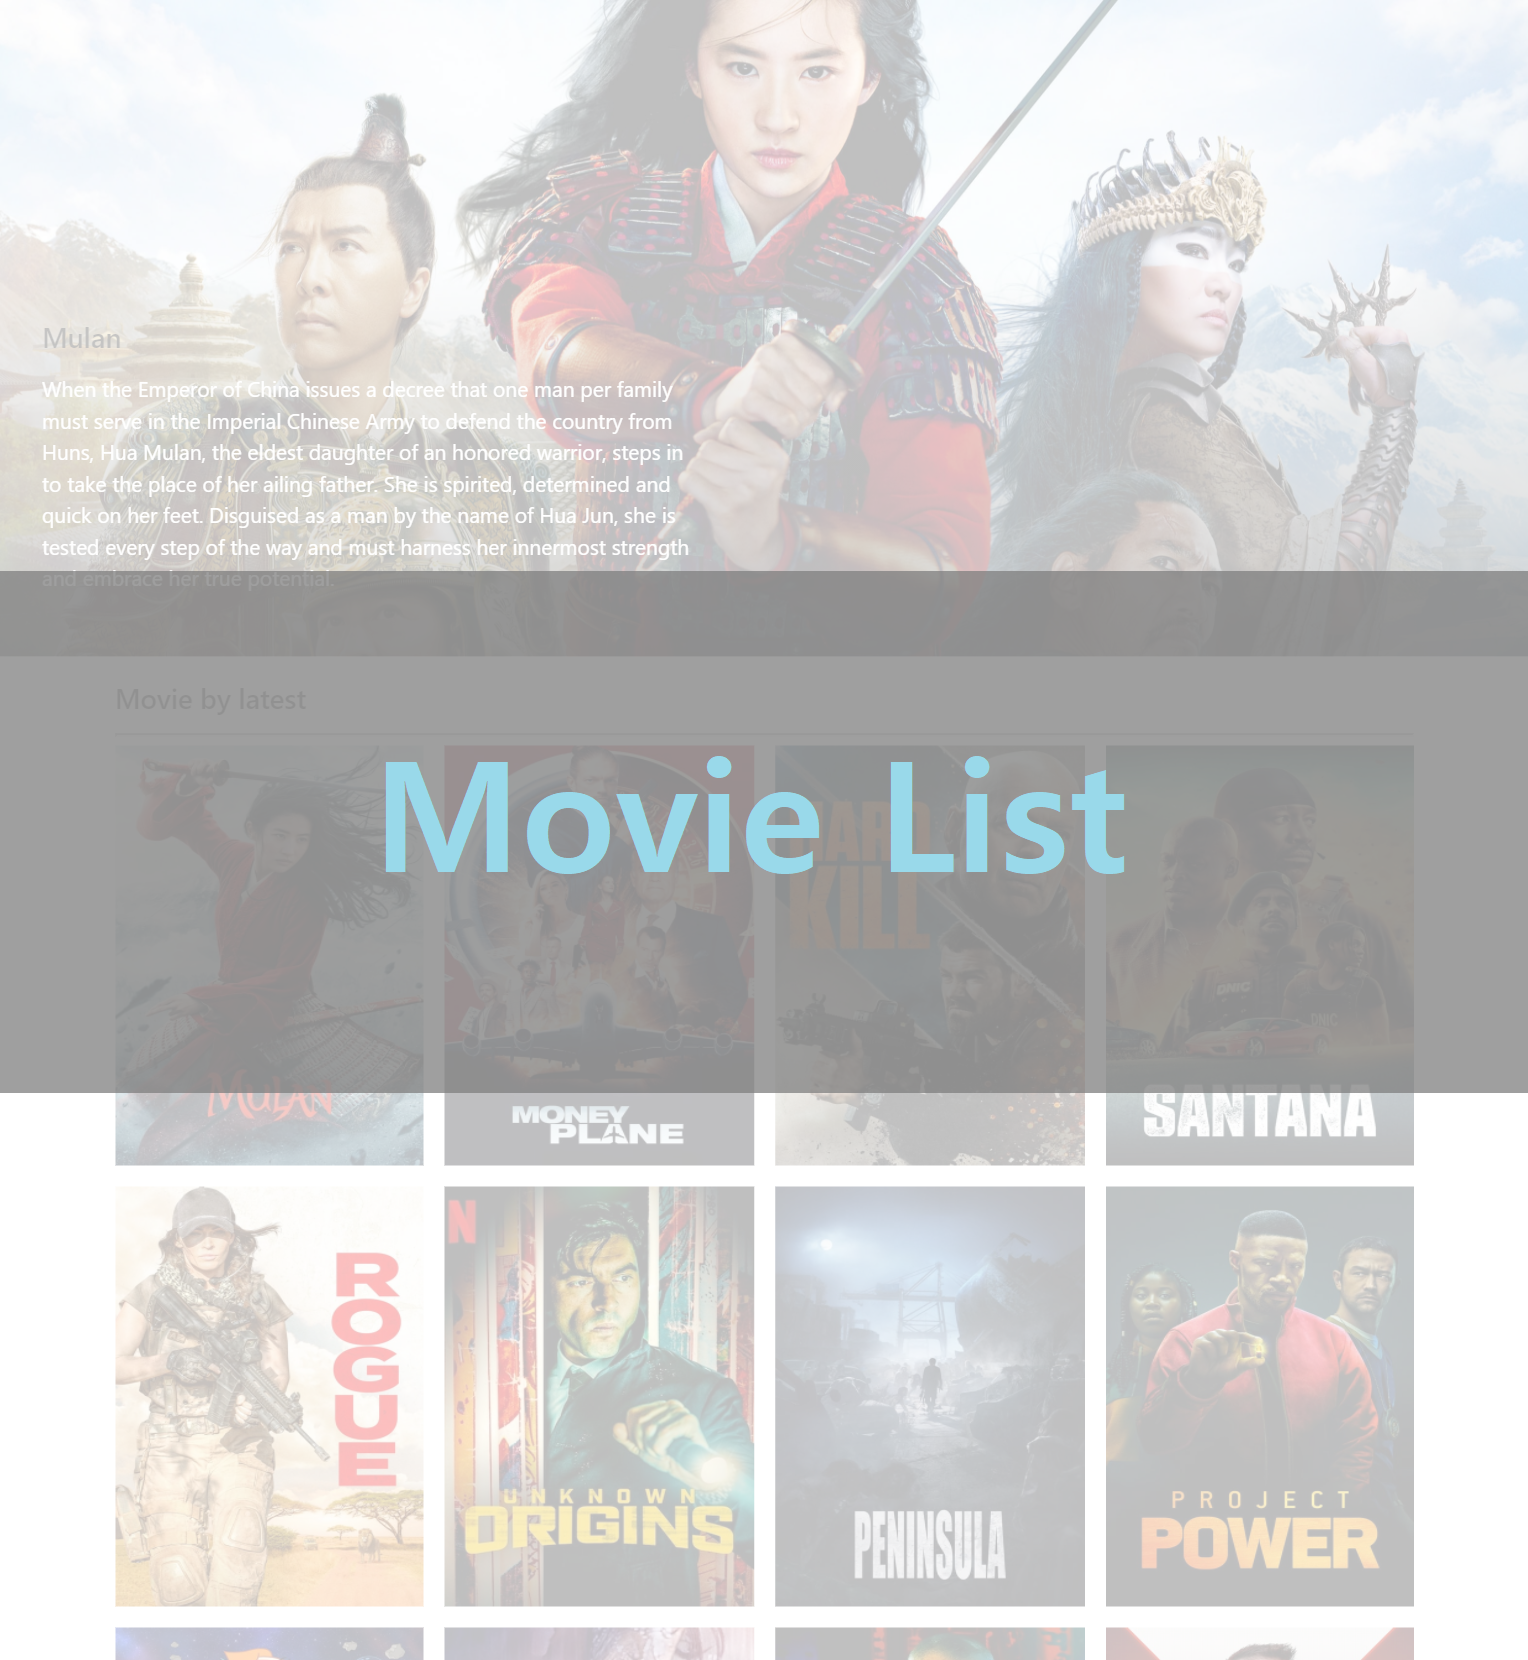 Mulan
When the Emperor of China issues a decree that one man per family
must serve in the Imperial Chinese Army to defend the country from
Huns, Hua Mulan, the eldest daughter of an honored warrior, steps in
to take the place of her ailing father. She is spirited, determined and
quick on her feet. Disguised as a man by the name of Hua Jun, she is
tested every step of the way and must harness her innermost strength
and embrace her true potential.
Movie by latest
Movie List
HARD
KILL
DNIC
DNIC
MULAN
MONEY
PLANE
SANTANA
ROGUE
N
UNKNOWN
ORIGINS
PENINSULA
PROJECT
POWER